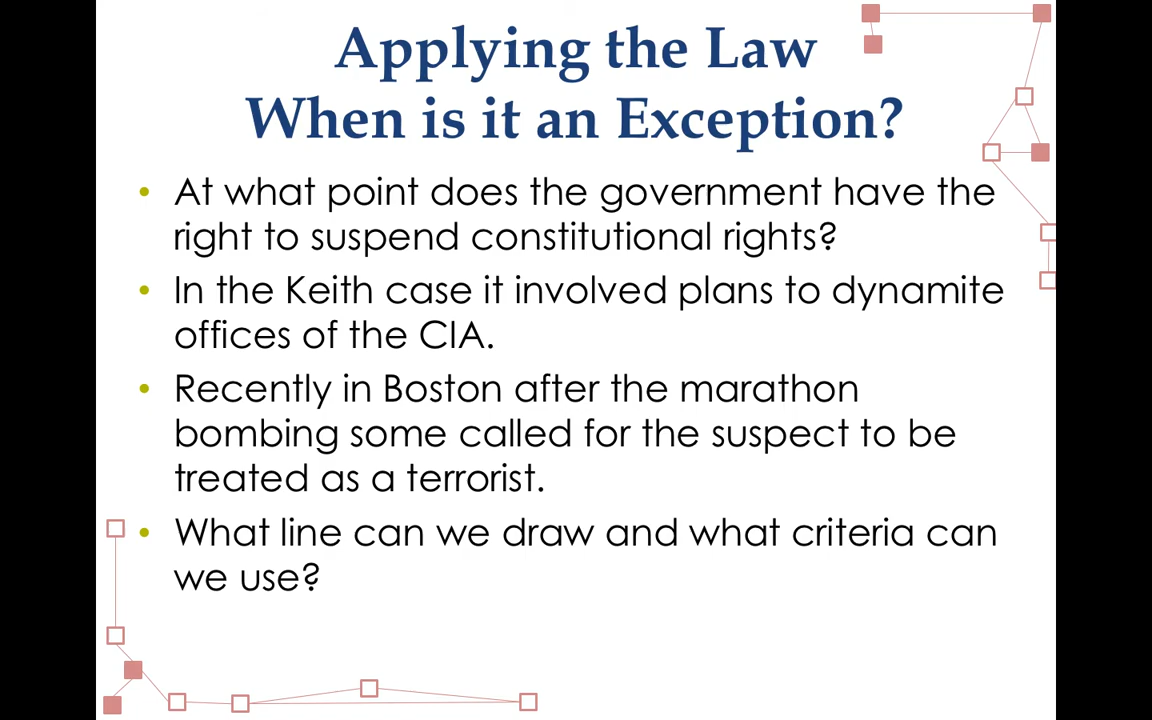 Applying the Law
When is it an Exception?
• At what point does the government have the
right to suspend constitutional rights?
• In the Keith case it involved plans to dynamite
offices of the CIA.
• Recently in Boston after the marathon
bombing some called for the suspect to be
treated as a terrorist.
• What line can we draw and what criteria can
we use?